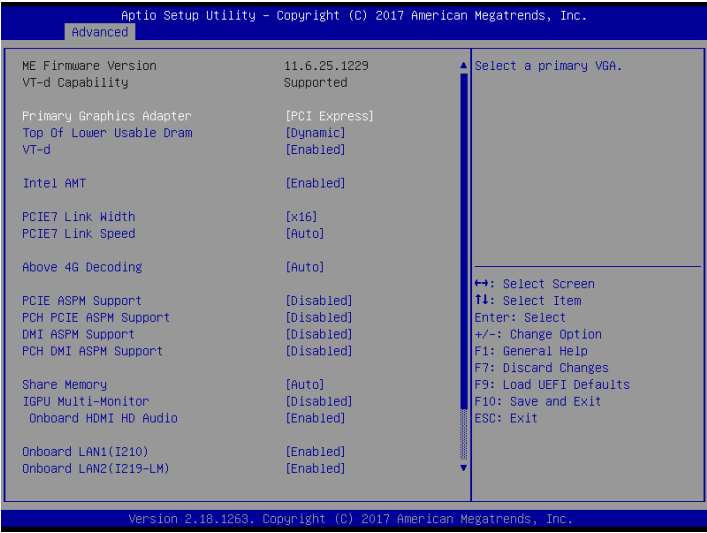 Aptio Setup Utility – Copyright (C) 2017 American Megatrends, Inc.
Advanced
ME Firmware Version 11.6.25.1229
VT-d Capability Supported
Primary Graphics Adapter [PCI Express]
Top Of Lower Usable Dram [Dynamic]
VT-d [Enabled]
Intel AMT [Enabled]
PCIE7 Link Width [x16]
PCIE7 Link Speed [Auto]
Above 4G Decoding [Auto]
PCIE ASPM Support [Disabled]
PCH PCIE ASPM Support [Disabled]
DMI ASPM Support [Disabled]
PCH DMI ASPM Support [Disabled]
Share Memory [Auto]
IGPU Multi-Monitor [Disabled]
Onboard HDMI HD Audio [Enabled]
Onboard LAN1(I210) [Enabled]
Onboard LAN2(I219-LM) [Enabled]
Select a primary VGA.
↔: Select Screen
↑↓: Select Item
Enter: Select
+/-: Change Option
F1: General Help
F7: Discard Changes
F9: Load UEFI Defaults
F10: Save and Exit
ESC: Exit
Version 2.18.1263. Copyright (C) 2017 American Megatrends, Inc.